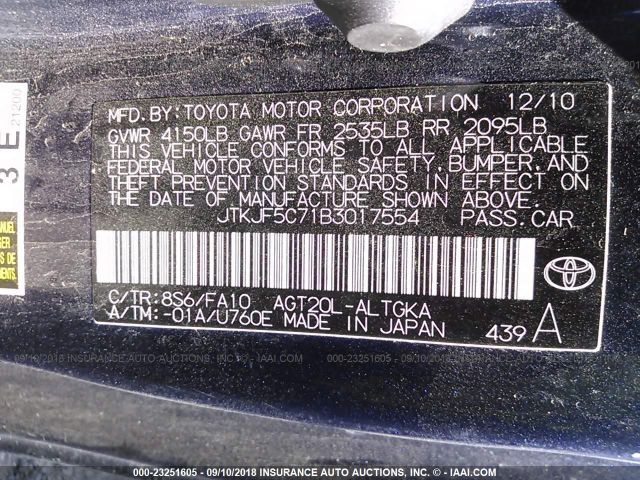 MFD. BY: TOYOTA MOTOR CORPORATION 12/10
GVWR 4150LB GAWR FR 2535LB RR 2095LB
THIS VEHICLE CONFORMS TO ALL APPLICABLE
FEDERAL MOTOR VEHICLE SAFETY, BUMPER, AND
THEFT PREVENTION STANDARDS IN EFFECT ON
THE DATE OF MANUFACTURE SHOWN ABOVE.
JTKJF5C71B3017554 PASS. CAR
C/TR: 8S6/FA10 AGT20L-ALTGKA
A/TM: -01A/U760E MADE IN JAPAN
439 A
3 E
21200
000-23251605 - 09/10/2018 INSURANCE AUTO AUCTIONS, INC. - © - IAAI.COM